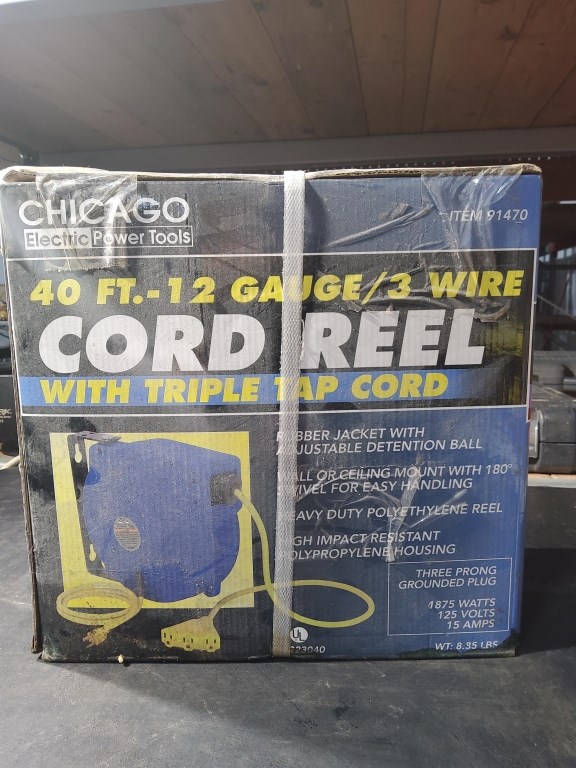 CHICAGO
Electric Power Tools
ITEM 91470
40 FT.-12 GAUGE/3 WIRE
CORD REEL
WITH TRIPLE TAP CORD
RUBBER JACKET WITH
ADJUSTABLE DETENTION BALL
WALL OR CEILING MOUNT WITH 180°
SWIVEL FOR EASY HANDLING
HEAVY DUTY POLYETHYLENE REEL
HIGH IMPACT RESISTANT
POLYPROPYLENE HOUSING
THREE PRONG
GROUNDED PLUG
1875 WATTS
125 VOLTS
15 AMPS
UL
WT: 8.35 LBS